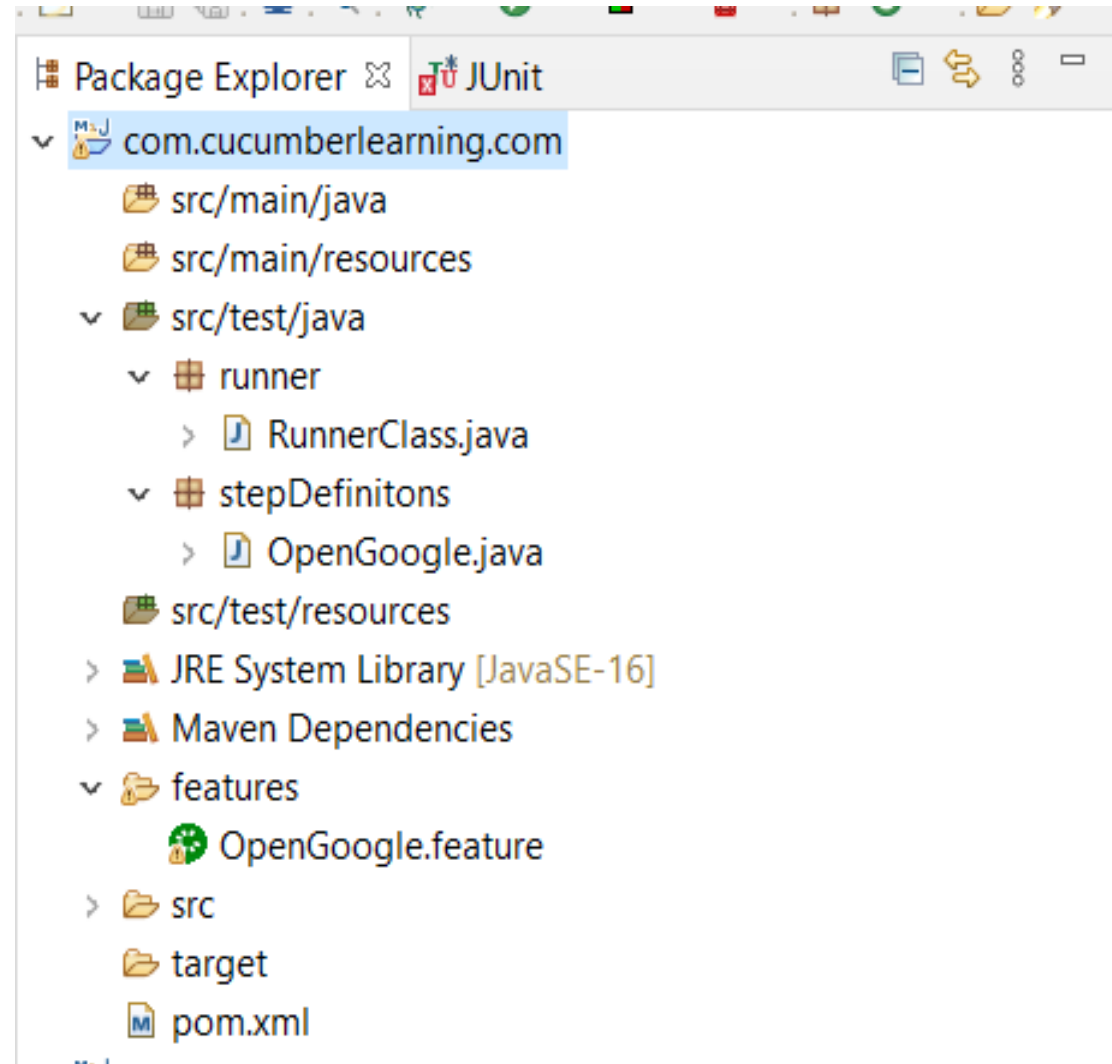 Package Explorer JUnit
com.cucumberlearning.com
src/main/java
src/main/resources
src/test/java
runner
RunnerClass.java
stepDefinitons
OpenGoogle.java
src/test/resources
JRE System Library [JavaSE-16]
Maven Dependencies
features
OpenGoogle.feature
src
target
pom.xml